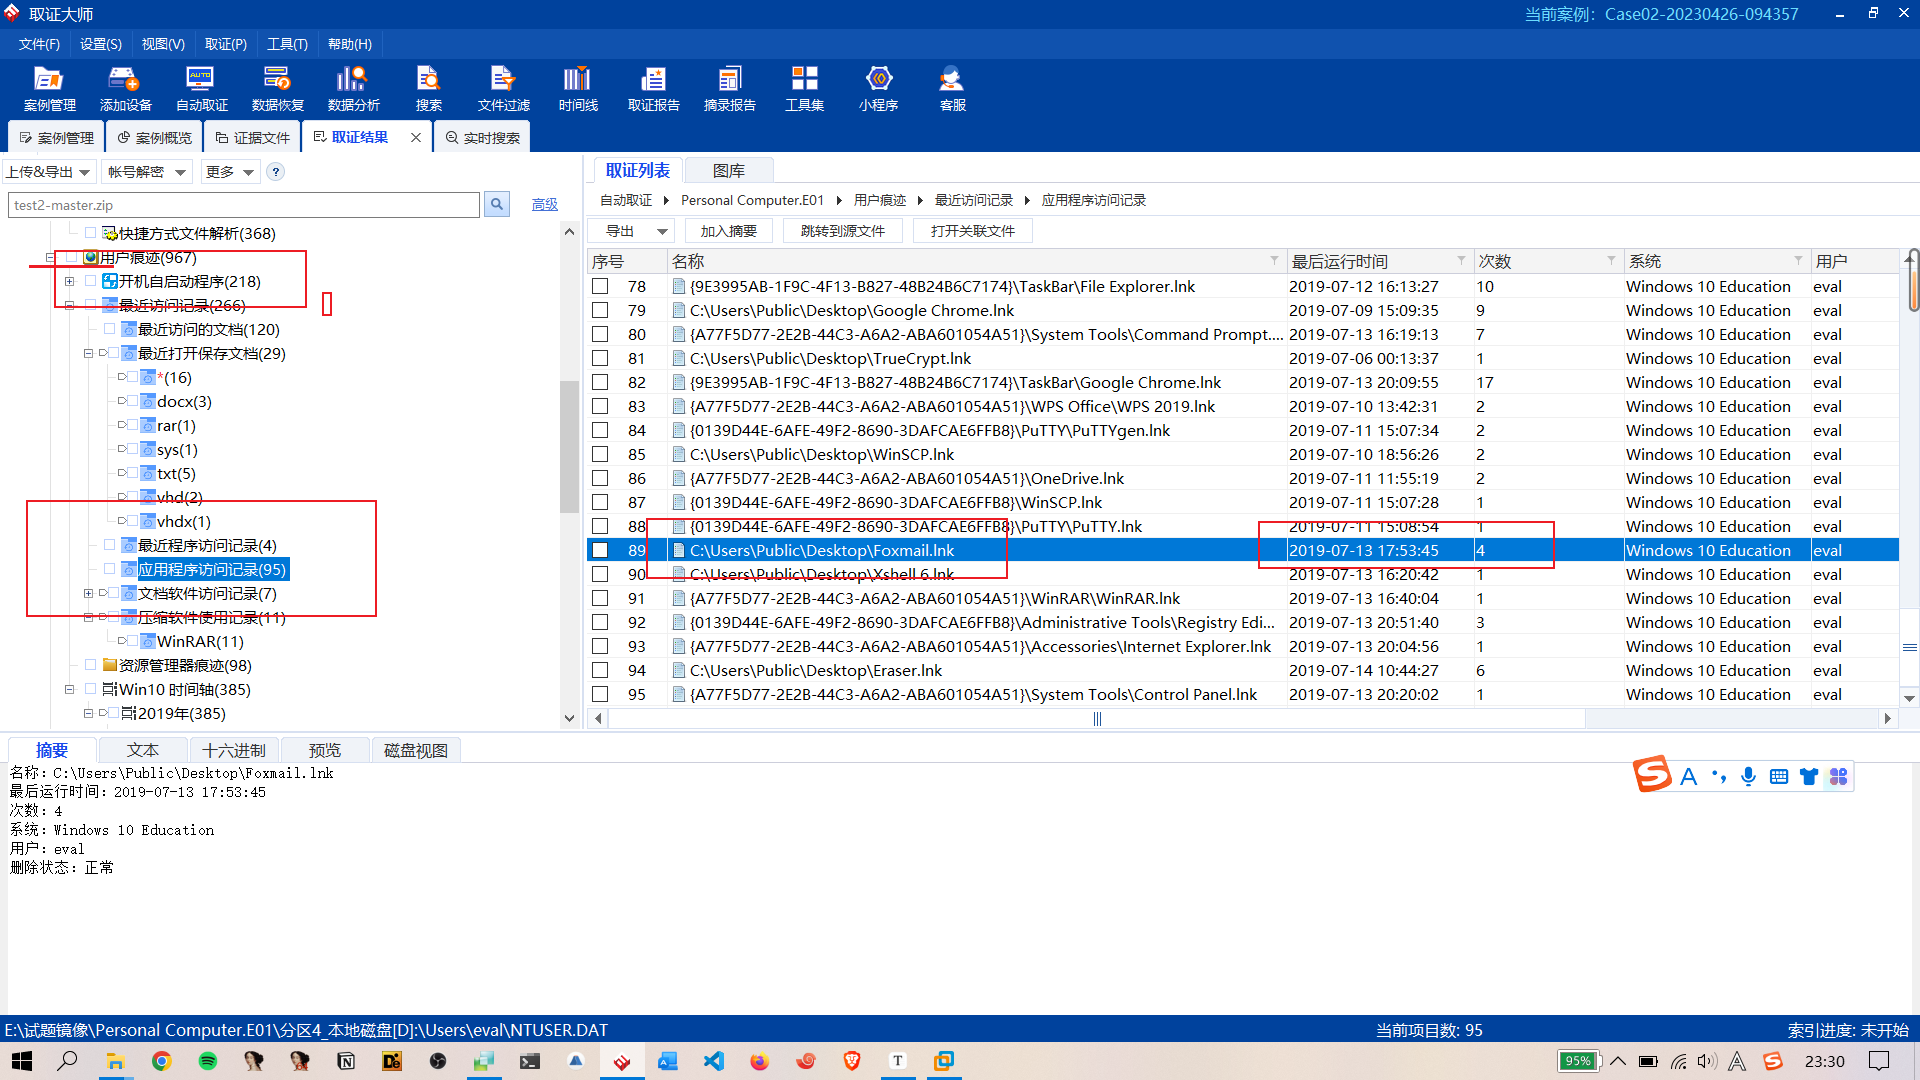 取证大师
当前案例：Case02-20230426-094357
文件(F) 设置(S) 视图(V) 取证(P) 工具(T) 帮助(H)
案例管理 添加设备 自动取证 数据恢复 数据分析 搜索 文件过滤 时间线 取证报告 摘录报告 工具集 小程序 客服
案例管理 案例概览 证据文件 取证结果 实时搜索
上传&导出 帐号解密 更多 ?
test2-master.zip 高级
快捷方式文件解析(368)
用户痕迹(967)
开机自启动程序(218)
最近访问记录(266)
最近访问的文档(120)
最近打开保存文档(29)
*(16)
docx(3)
rar(1)
sys(1)
txt(5)
vhd(2)
vhdx(1)
最近程序访问记录(4)
应用程序访问记录(95)
文档软件访问记录(7)
压缩软件使用记录(11)
WinRAR(11)
资源管理器痕迹(98)
Win10 时间轴(385)
2019年(385)
取证列表 图库
自动取证 Personal Computer.E01 用户痕迹 最近访问记录 应用程序访问记录
导出 加入摘要 跳转到源文件 打开关联文件
序号 名称 最后运行时间 次数 系统 用户
78 {9E3995AB-1F9C-4F13-B827-48B24B6C7174}\TaskBar\File Explorer.lnk 2019-07-12 16:13:27 10 Windows 10 Education eval
79 C:\Users\Public\Desktop\Google Chrome.lnk 2019-07-09 15:09:35 9 Windows 10 Education eval
80 {A77F5D77-2E2B-44C3-A6A2-ABA601054A51}\System Tools\Command Prompt.... 2019-07-13 16:19:13 7 Windows 10 Education eval
81 C:\Users\Public\Desktop\TrueCrypt.lnk 2019-07-06 00:13:37 1 Windows 10 Education eval
82 {9E3995AB-1F9C-4F13-B827-48B24B6C7174}\TaskBar\Google Chrome.lnk 2019-07-13 20:09:55 17 Windows 10 Education eval
83 {A77F5D77-2E2B-44C3-A6A2-ABA601054A51}\WPS Office\WPS 2019.lnk 2019-07-10 13:42:31 2 Windows 10 Education eval
84 {0139D44E-6AFE-49F2-8690-3DAFCAE6FFB8}\PuTTY\PuTTYgen.lnk 2019-07-11 15:07:34 2 Windows 10 Education eval
85 C:\Users\Public\Desktop\WinSCP.lnk 2019-07-10 18:56:26 2 Windows 10 Education eval
86 {A77F5D77-2E2B-44C3-A6A2-ABA601054A51}\OneDrive.lnk 2019-07-11 11:55:19 2 Windows 10 Education eval
87 {0139D44E-6AFE-49F2-8690-3DAFCAE6FFB8}\WinSCP.lnk 2019-07-11 15:07:28 1 Windows 10 Education eval
88 {0139D44E-6AFE-49F2-8690-3DAFCAE6FFB8}\PuTTY\PuTTY.lnk 2019-07-11 15:08:54 1 Windows 10 Education eval
89 C:\Users\Public\Desktop\Foxmail.lnk 2019-07-13 17:53:45 4 Windows 10 Education eval
90 C:\Users\Public\Desktop\Xshell 6.lnk 2019-07-13 16:20:42 1 Windows 10 Education eval
91 {A77F5D77-2E2B-44C3-A6A2-ABA601054A51}\WinRAR\WinRAR.lnk 2019-07-13 16:40:04 1 Windows 10 Education eval
92 {0139D44E-6AFE-49F2-8690-3DAFCAE6FFB8}\Administrative Tools\Registry Edi... 2019-07-13 20:51:40 3 Windows 10 Education eval
93 {A77F5D77-2E2B-44C3-A6A2-ABA601054A51}\Accessories\Internet Explorer.lnk 2019-07-13 20:04:56 1 Windows 10 Education eval
94 C:\Users\Public\Desktop\Eraser.lnk 2019-07-14 10:44:27 6 Windows 10 Education eval
95 {A77F5D77-2E2B-44C3-A6A2-ABA601054A51}\System Tools\Control Panel.lnk 2019-07-13 20:20:02 1 Windows 10 Education eval
摘要 文本 十六进制 预览 磁盘视图
名称：C:\Users\Public\Desktop\Foxmail.lnk
最后运行时间：2019-07-13 17:53:45
次数：4
系统：Windows 10 Education
用户：eval
删除状态：正常
E:\试题镜像\Personal Computer.E01\分区4_本地磁盘[D]:\Users\eval\NTUSER.DAT 当前项目数: 95 索引进度: 未开始
95% 23:30